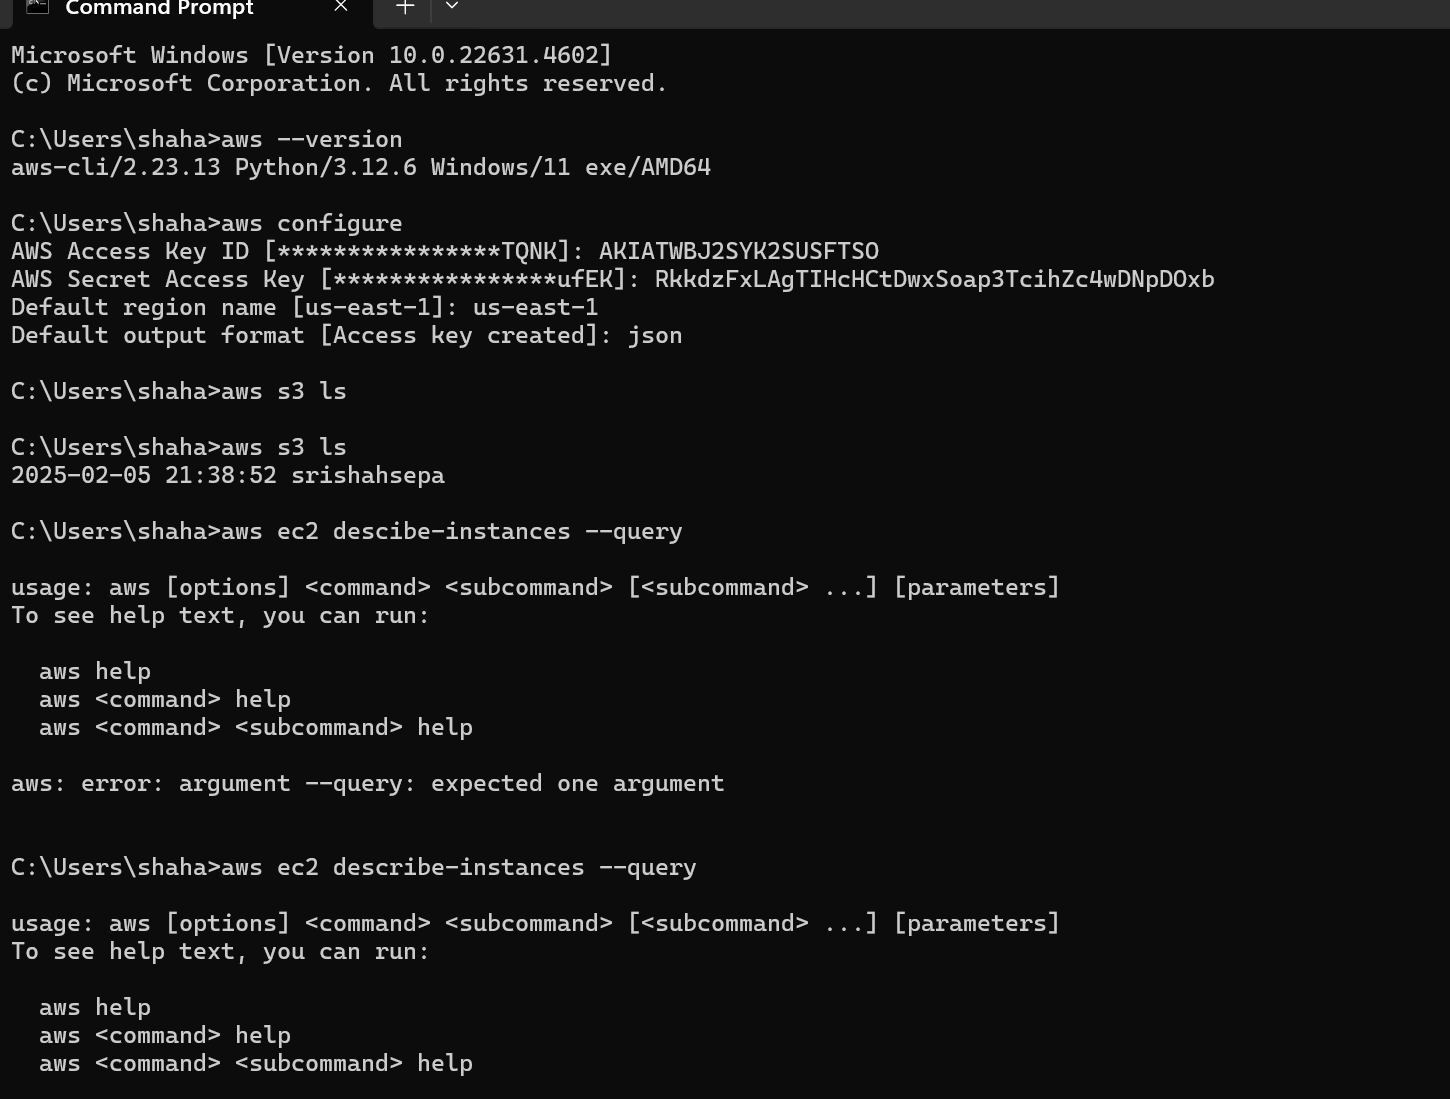 Command Prompt
Microsoft Windows [Version 10.0.22631.4602]
(c) Microsoft Corporation. All rights reserved.
C:\Users\shaha>aws --version
aws-cli/2.23.13 Python/3.12.6 Windows/11 exe/AMD64
C:\Users\shaha>aws configure
AWS Access Key ID [****************TQNK]: AKIATWBJ2SYK2SUSFTSO
AWS Secret Access Key [****************ufEK]: 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
Default region name [us-east-1]: us-east-1
Default output format [Access key created]: json
C:\Users\shaha>aws s3 ls
C:\Users\shaha>aws s3 ls
2025-02-05 21:38:52 srishahsepa
C:\Users\shaha>aws ec2 descibe-instances --query
usage: aws [options] <command> <subcommand> [<subcommand> ...] [parameters]
To see help text, you can run:
aws help
aws <command> help
aws <command> <subcommand> help
aws: error: argument --query: expected one argument
C:\Users\shaha>aws ec2 describe-instances --query
usage: aws [options] <command> <subcommand> [<subcommand> ...] [parameters]
To see help text, you can run:
aws help
aws <command> help
aws <command> <subcommand> help